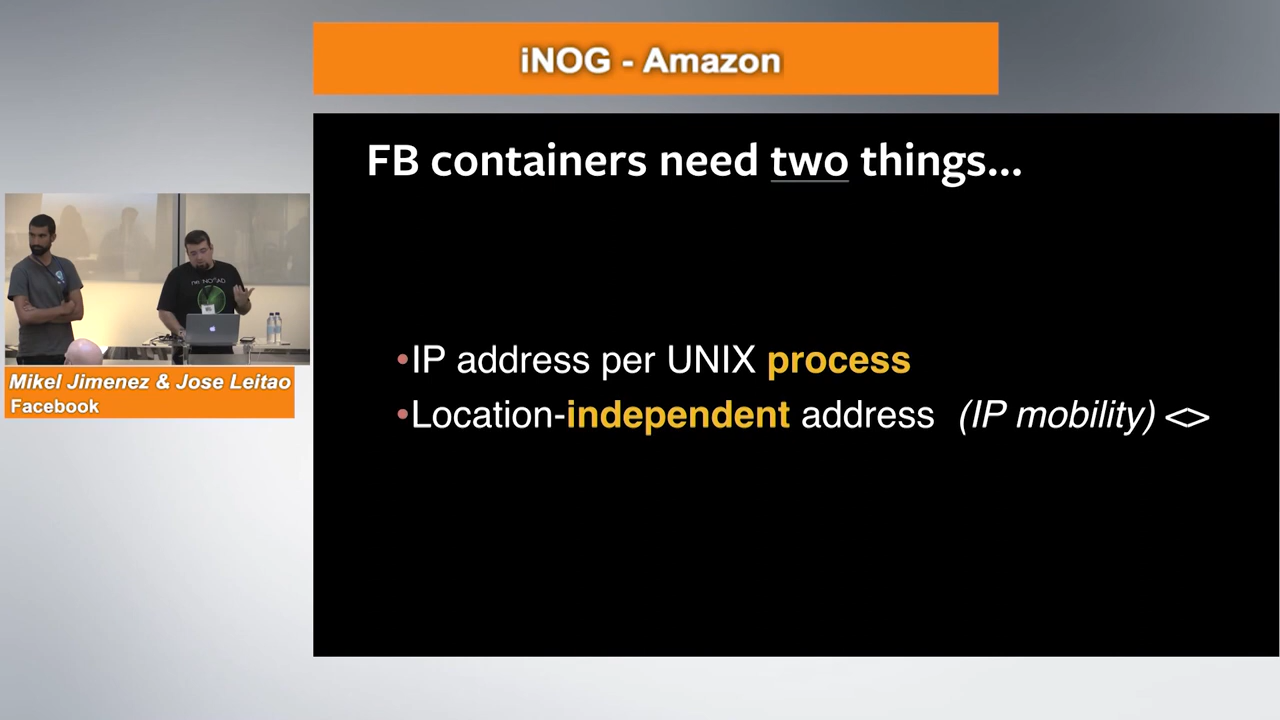 iNOG - Amazon
FB containers need two things...
•IP address per UNIX process
•Location-independent address (IP mobility) <>
Mikel Jimenez & Jose Leitao
Facebook